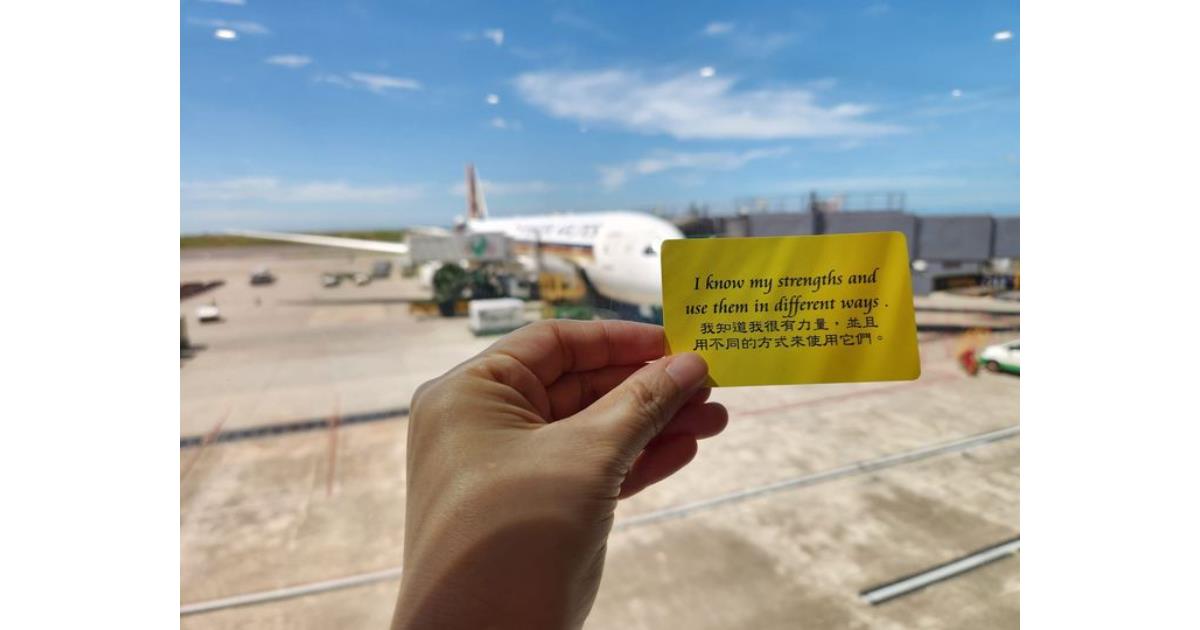 I know my strengths and
use them in different ways .
我知道我很有力量，並且
用不同的方式來使用它們。